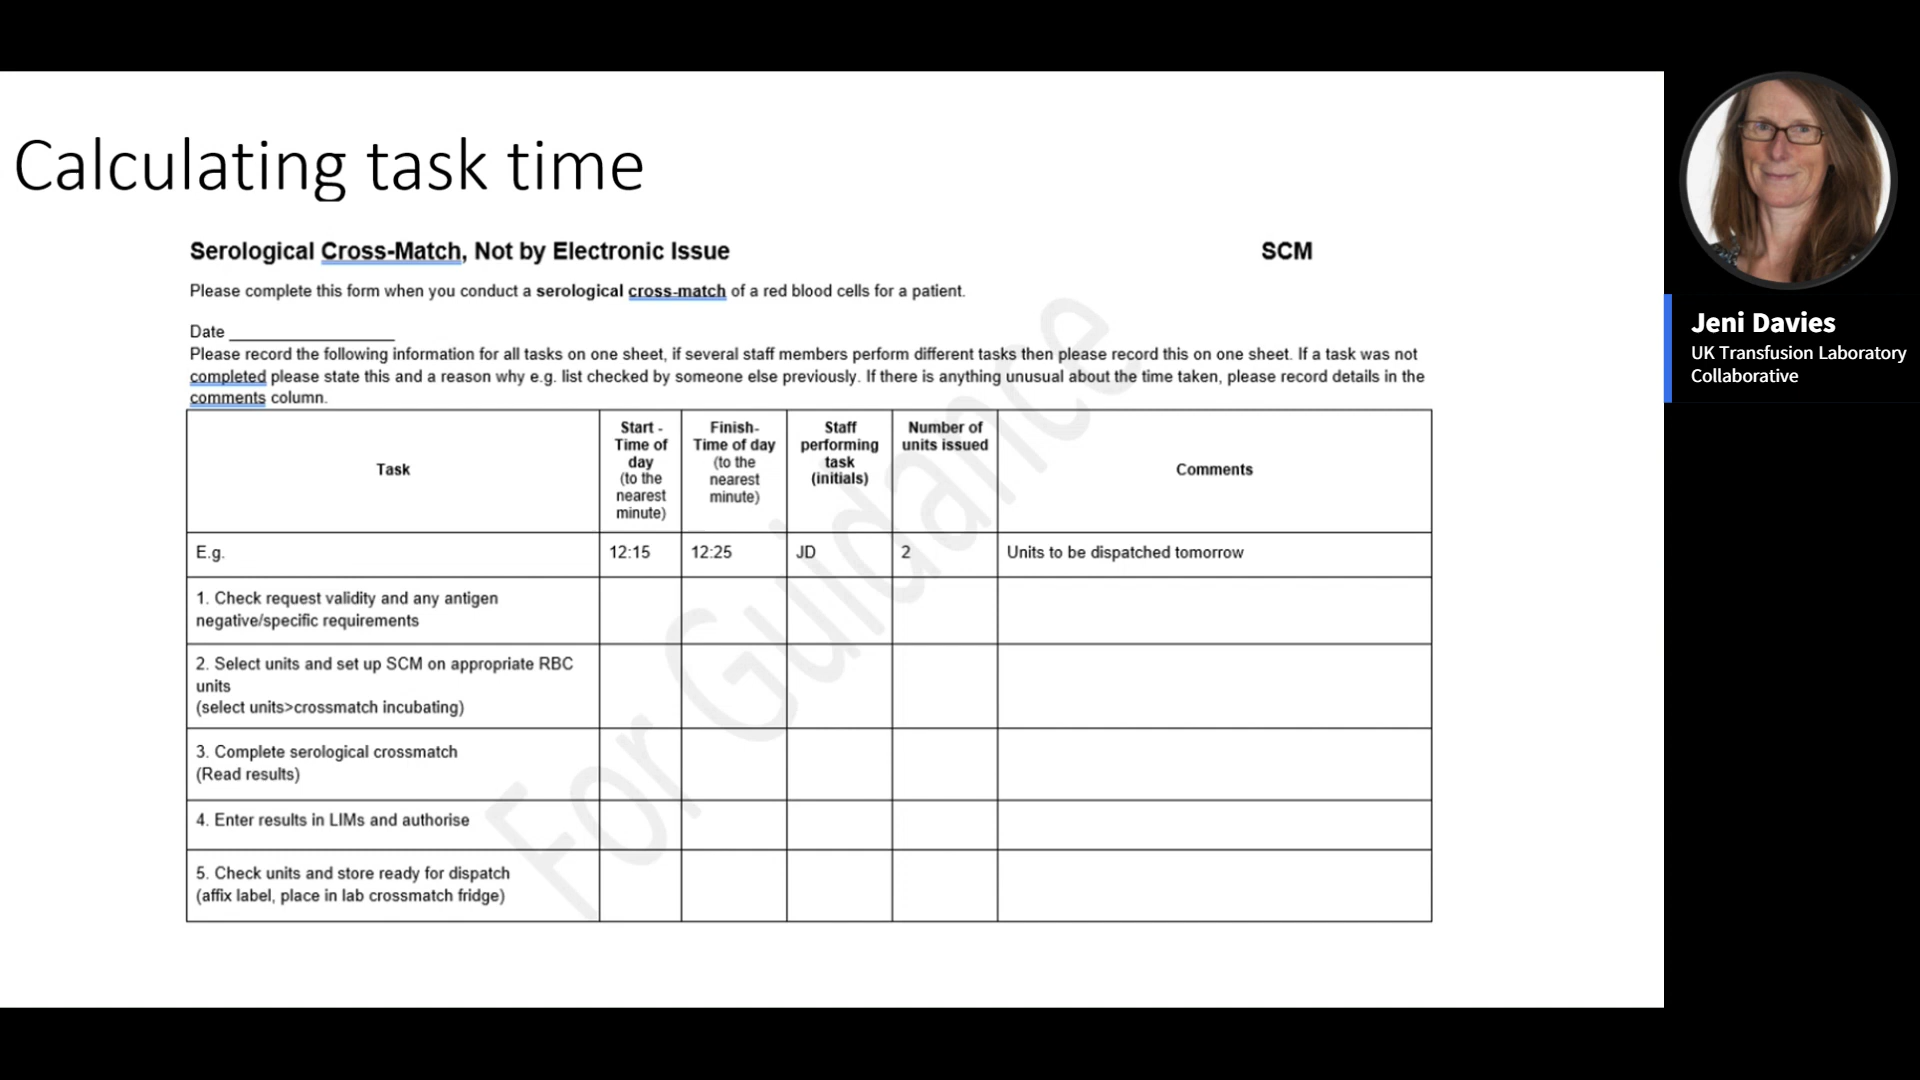 Calculating task time
Serological Cross-Match, Not by Electronic Issue SCM
Please complete this form when you conduct a serological cross-match of a red blood cells for a patient.
Date ___________________
Please record the following information for all tasks on one sheet, if several staff members perform different tasks then please record this on one sheet. If a task was not
completed please state this and a reason why e.g. list checked by someone else previously. If there is anything unusual about the time taken, please record details in the
comments column.
Task
Start -
Time of
day
(to the
nearest
minute)
Finish-
Time of day
(to the
nearest
minute)
Staff
performing
task
(initials)
Number of
units issued
Comments
E.g. 12:15 12:25 JD 2 Units to be dispatched tomorrow
1. Check request validity and any antigen
negative/specific requirements
2. Select units and set up SCM on appropriate RBC
units
(select units>crossmatch incubating)
3. Complete serological crossmatch
(Read results)
4. Enter results in LIMs and authorise
5. Check units and store ready for dispatch
(affix label, place in lab crossmatch fridge)
For Guidance
Jeni Davies
UK Transfusion Laboratory
Collaborative